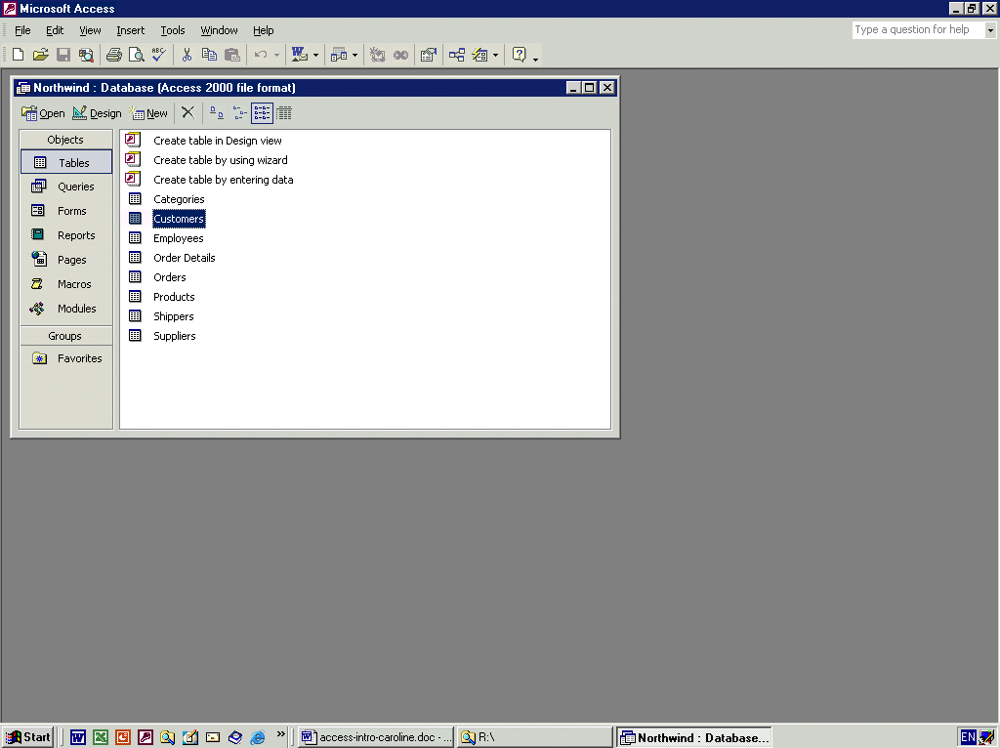 Microsoft Access
File Edit View Insert Tools Window Help
Type a question for help
Northwind : Database (Access 2000 file format)
Open Design New
Objects
Tables
Queries
Forms
Reports
Pages
Macros
Modules
Groups
Favorites
Create table in Design view
Create table by using wizard
Create table by entering data
Categories
Customers
Employees
Order Details
Orders
Products
Shippers
Suppliers
Start
access-intro-caroline.doc - ...
R:\
Northwind : Database...
EN